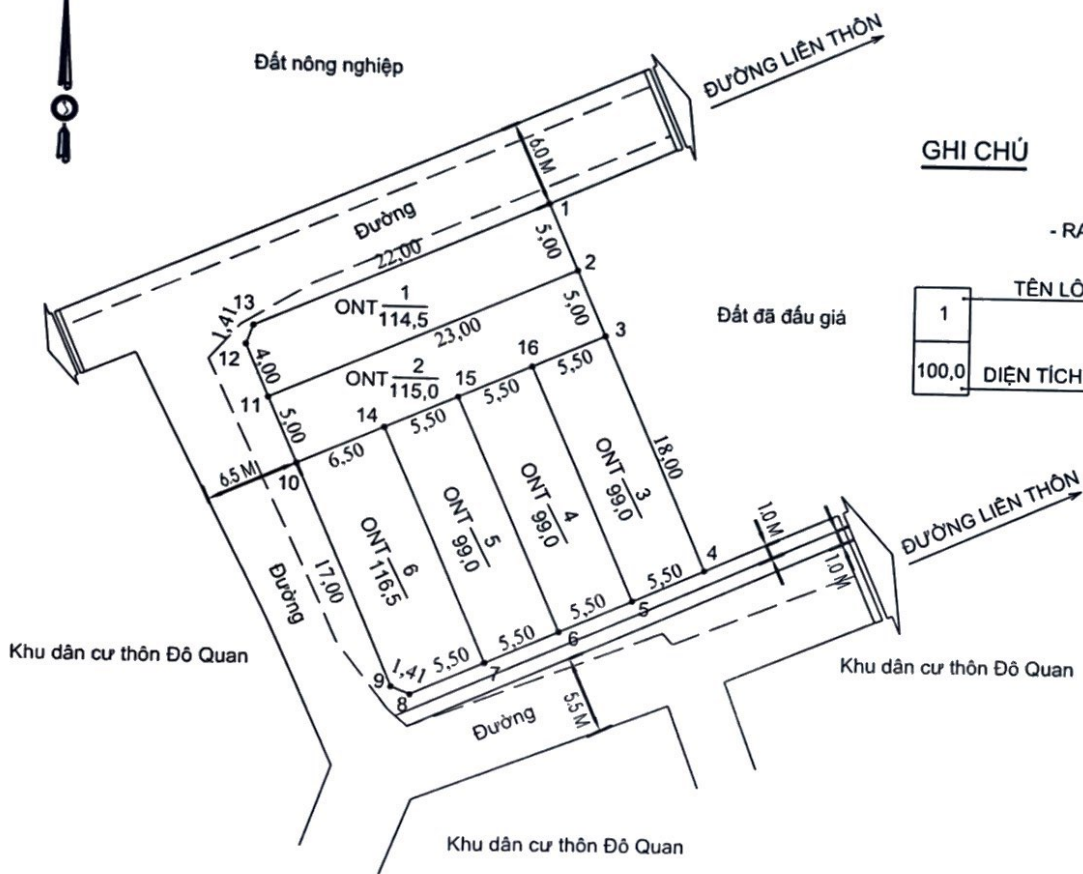 Đất nông nghiệp
ĐƯỜNG LIÊN THÔN
6.0 M
GHI CHÚ
Đường
22,00
1
5,00
- RA
2
1,41
13
ONT 1
114,5
Đất đã đấu giá
1
TÊN LÔ
100,0
DIỆN TÍCH
12
4,00
23,00
5,00
3
16
5,50
11
ONT 2
115,0
15
5,50
14
5,50
5,00
6,50
6.5 M
10
18,00
ONT 3
99,0
ONT 4
99,0
ONT 5
99,0
ONT 6
116,5
17,00
Đường
1.0 M
1.0 M
ĐƯỜNG LIÊN THÔN
4
5,50
5
5,50
6
5,50
7
5,50
1,41
9
8
Khu dân cư thôn Đô Quan
Khu dân cư thôn Đô Quan
Đường
5.5 M
Khu dân cư thôn Đô Quan